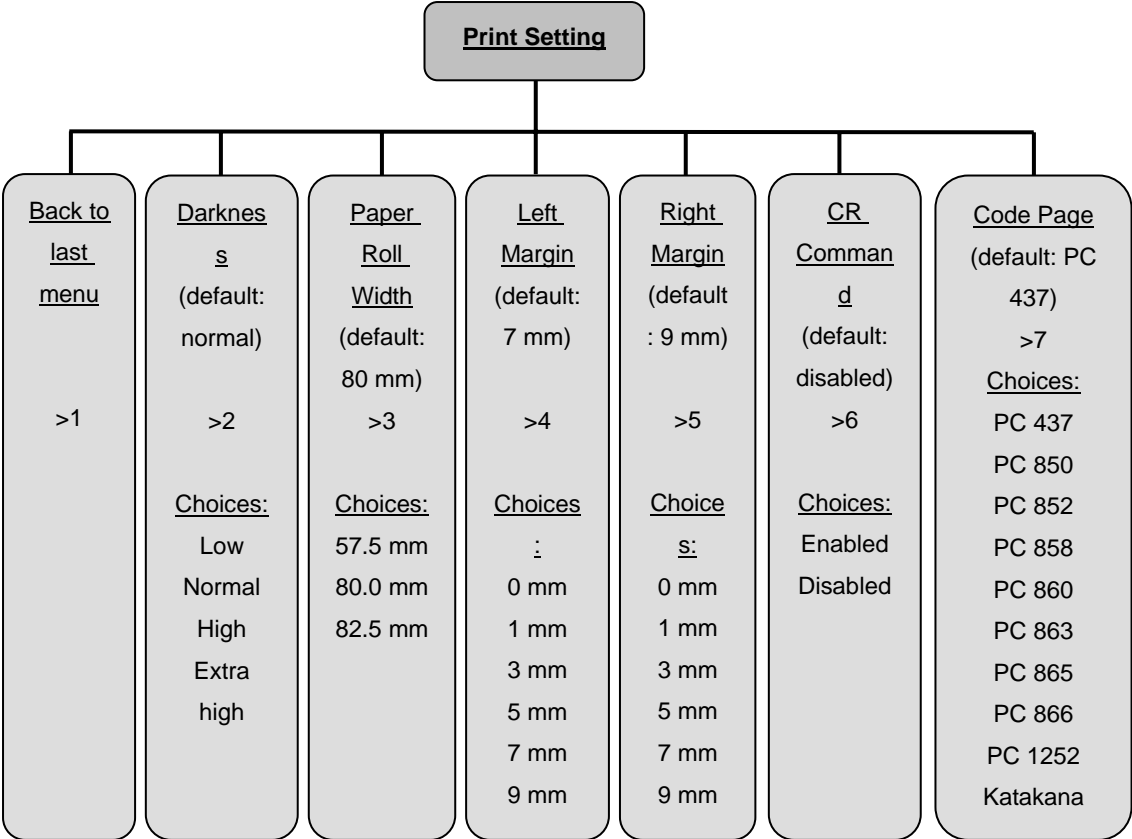 Print Setting
Back to
last
menu
>1
Darknes
s
(default:
normal)
>2
Choices:
Low
Normal
High
Extra
high
Paper
Roll
Width
(default:
80 mm)
>3
Choices:
57.5 mm
80.0 mm
82.5 mm
Left
Margin
(default:
7 mm)
>4
Choices
:
0 mm
1 mm
3 mm
5 mm
7 mm
9 mm
Right
Margin
(default
: 9 mm)
>5
Choice
s:
0 mm
1 mm
3 mm
5 mm
7 mm
9 mm
CR
Comman
d
(default:
disabled)
>6
Choices:
Enabled
Disabled
Code Page
(default: PC
437)
>7
Choices:
PC 437
PC 850
PC 852
PC 858
PC 860
PC 863
PC 865
PC 866
PC 1252
Katakana